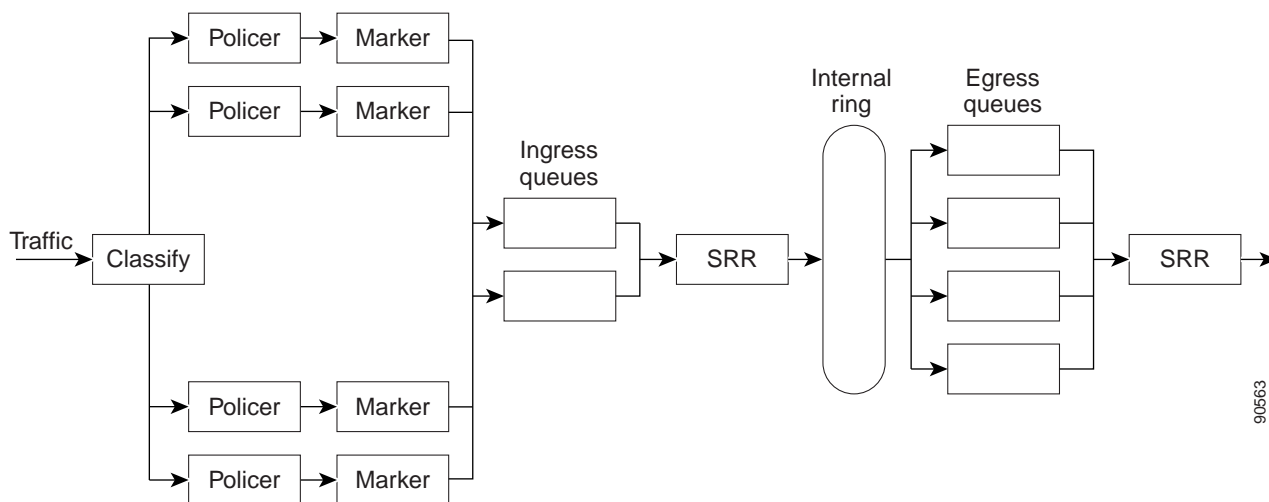 Policer
Marker
Policer
Marker
Internal
ring
Egress
queues
Ingress
queues
Traffic
Classify
SRR
SRR
Policer
Marker
Policer
Marker
90563